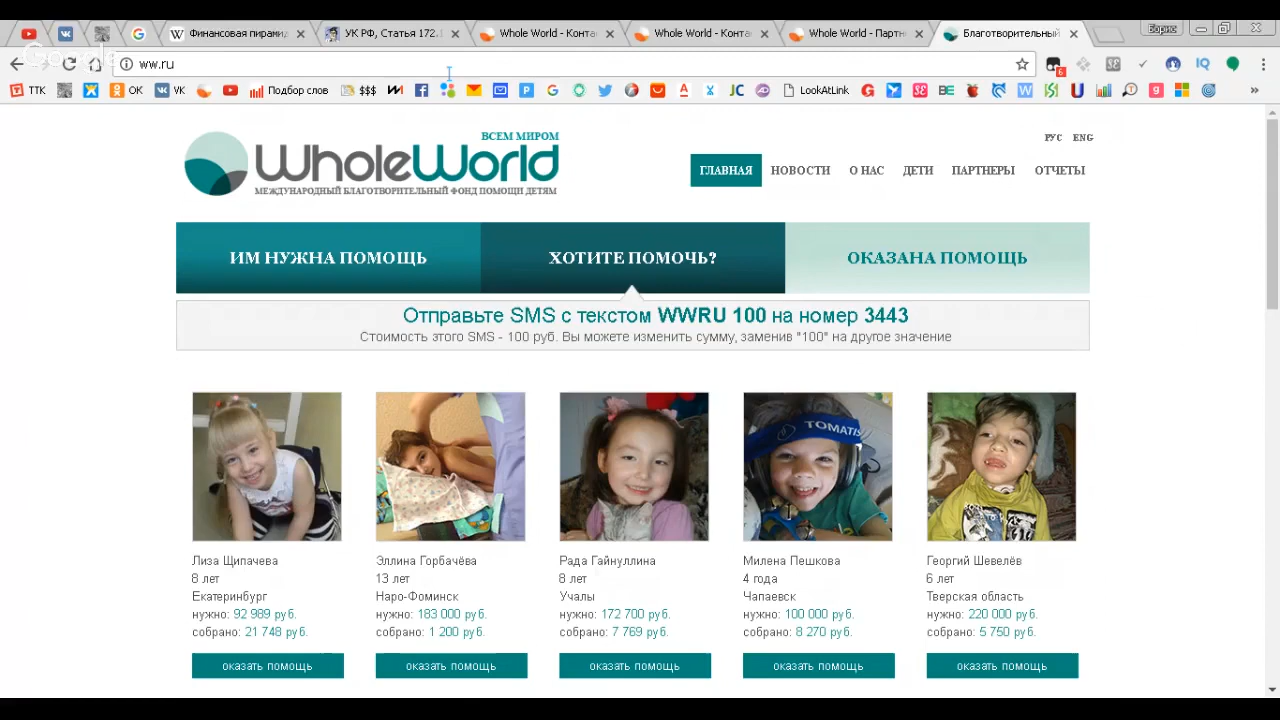 Финансовая пирамид
УК РФ, Статья 172.1
Whole World - Конта
Whole World - Конта
Whole World - Партн
Благотворительный
Борис
Google
ww.ru
ТТК
ОК
VK
Подбор слов
$$$
LookAtLink
РУС ENG
ВСЕМ МИРОМ
WHOLEWORLD
МЕЖДУНАРОДНЫЙ БЛАГОТВОРИТЕЛЬНЫЙ ФОНД ПОМОЩИ ДЕТЯМ
ГЛАВНАЯ НОВОСТИ О НАС ДЕТИ ПАРТНЕРЫ ОТЧЕТЫ
ИМ НУЖНА ПОМОЩЬ
ХОТИТЕ ПОМОЧЬ?
ОКАЗАНА ПОМОЩЬ
Отправьте SMS с текстом WWRU 100 на номер 3443
Стоимость этого SMS - 100 руб. Вы можете изменить сумму, заменив "100" на другое значение
TOMATIS
Лиза Щипачева
8 лет
Екатеринбург
нужно: 92 989 руб.
собрано: 21 748 руб.
оказать помощь
Эллина Горбачёва
13 лет
Наро-Фоминск
нужно: 183 000 руб.
собрано: 1 200 руб.
оказать помощь
Рада Гайнуллина
8 лет
Учалы
нужно: 172 700 руб.
собрано: 7 769 руб.
оказать помощь
Милена Пешкова
4 года
Чапаевск
нужно: 100 000 руб.
собрано: 8 270 руб.
оказать помощь
Георгий Шевелёв
6 лет
Тверская область
нужно: 220 000 руб.
собрано: 5 750 руб.
оказать помощь